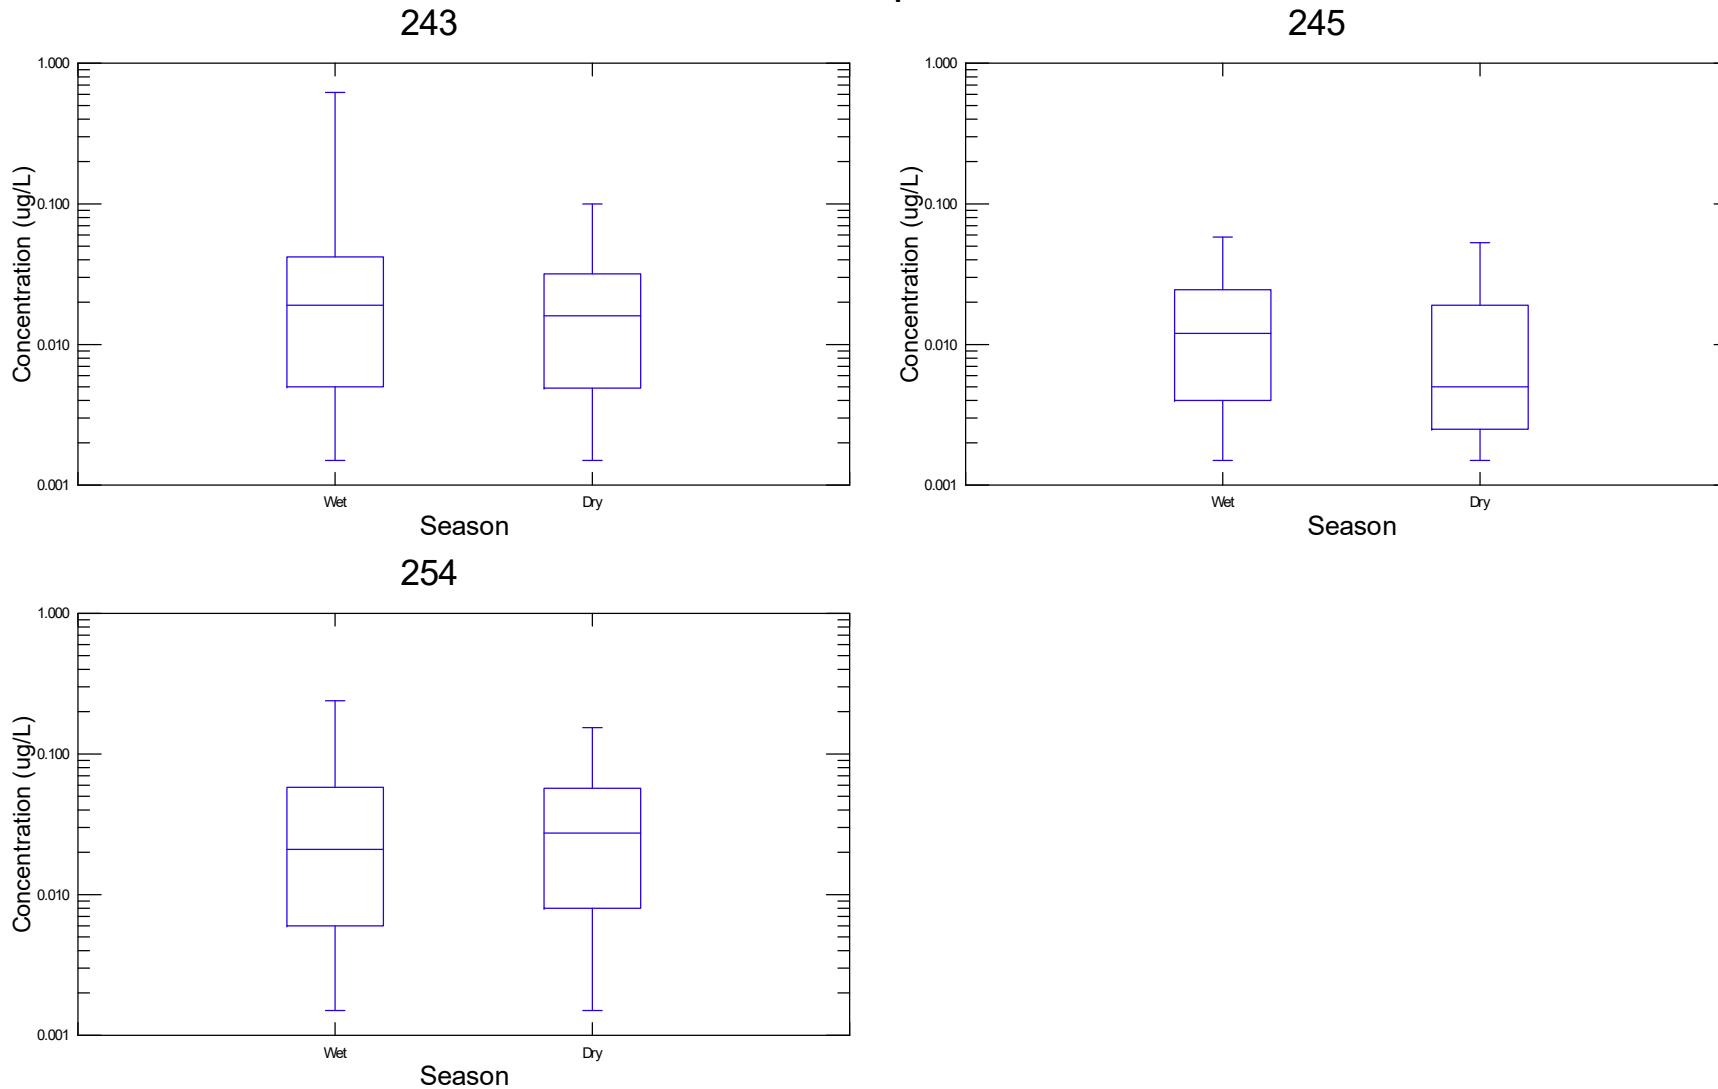 243
1.000
0.100
0.010
0.001
Concentration (ug/L)
Wet Dry
Season
245
1.000
0.100
0.010
0.001
Concentration (ug/L)
Wet Dry
Season
254
1.000
0.100
0.010
0.001
Concentration (ug/L)
Wet Dry
Season